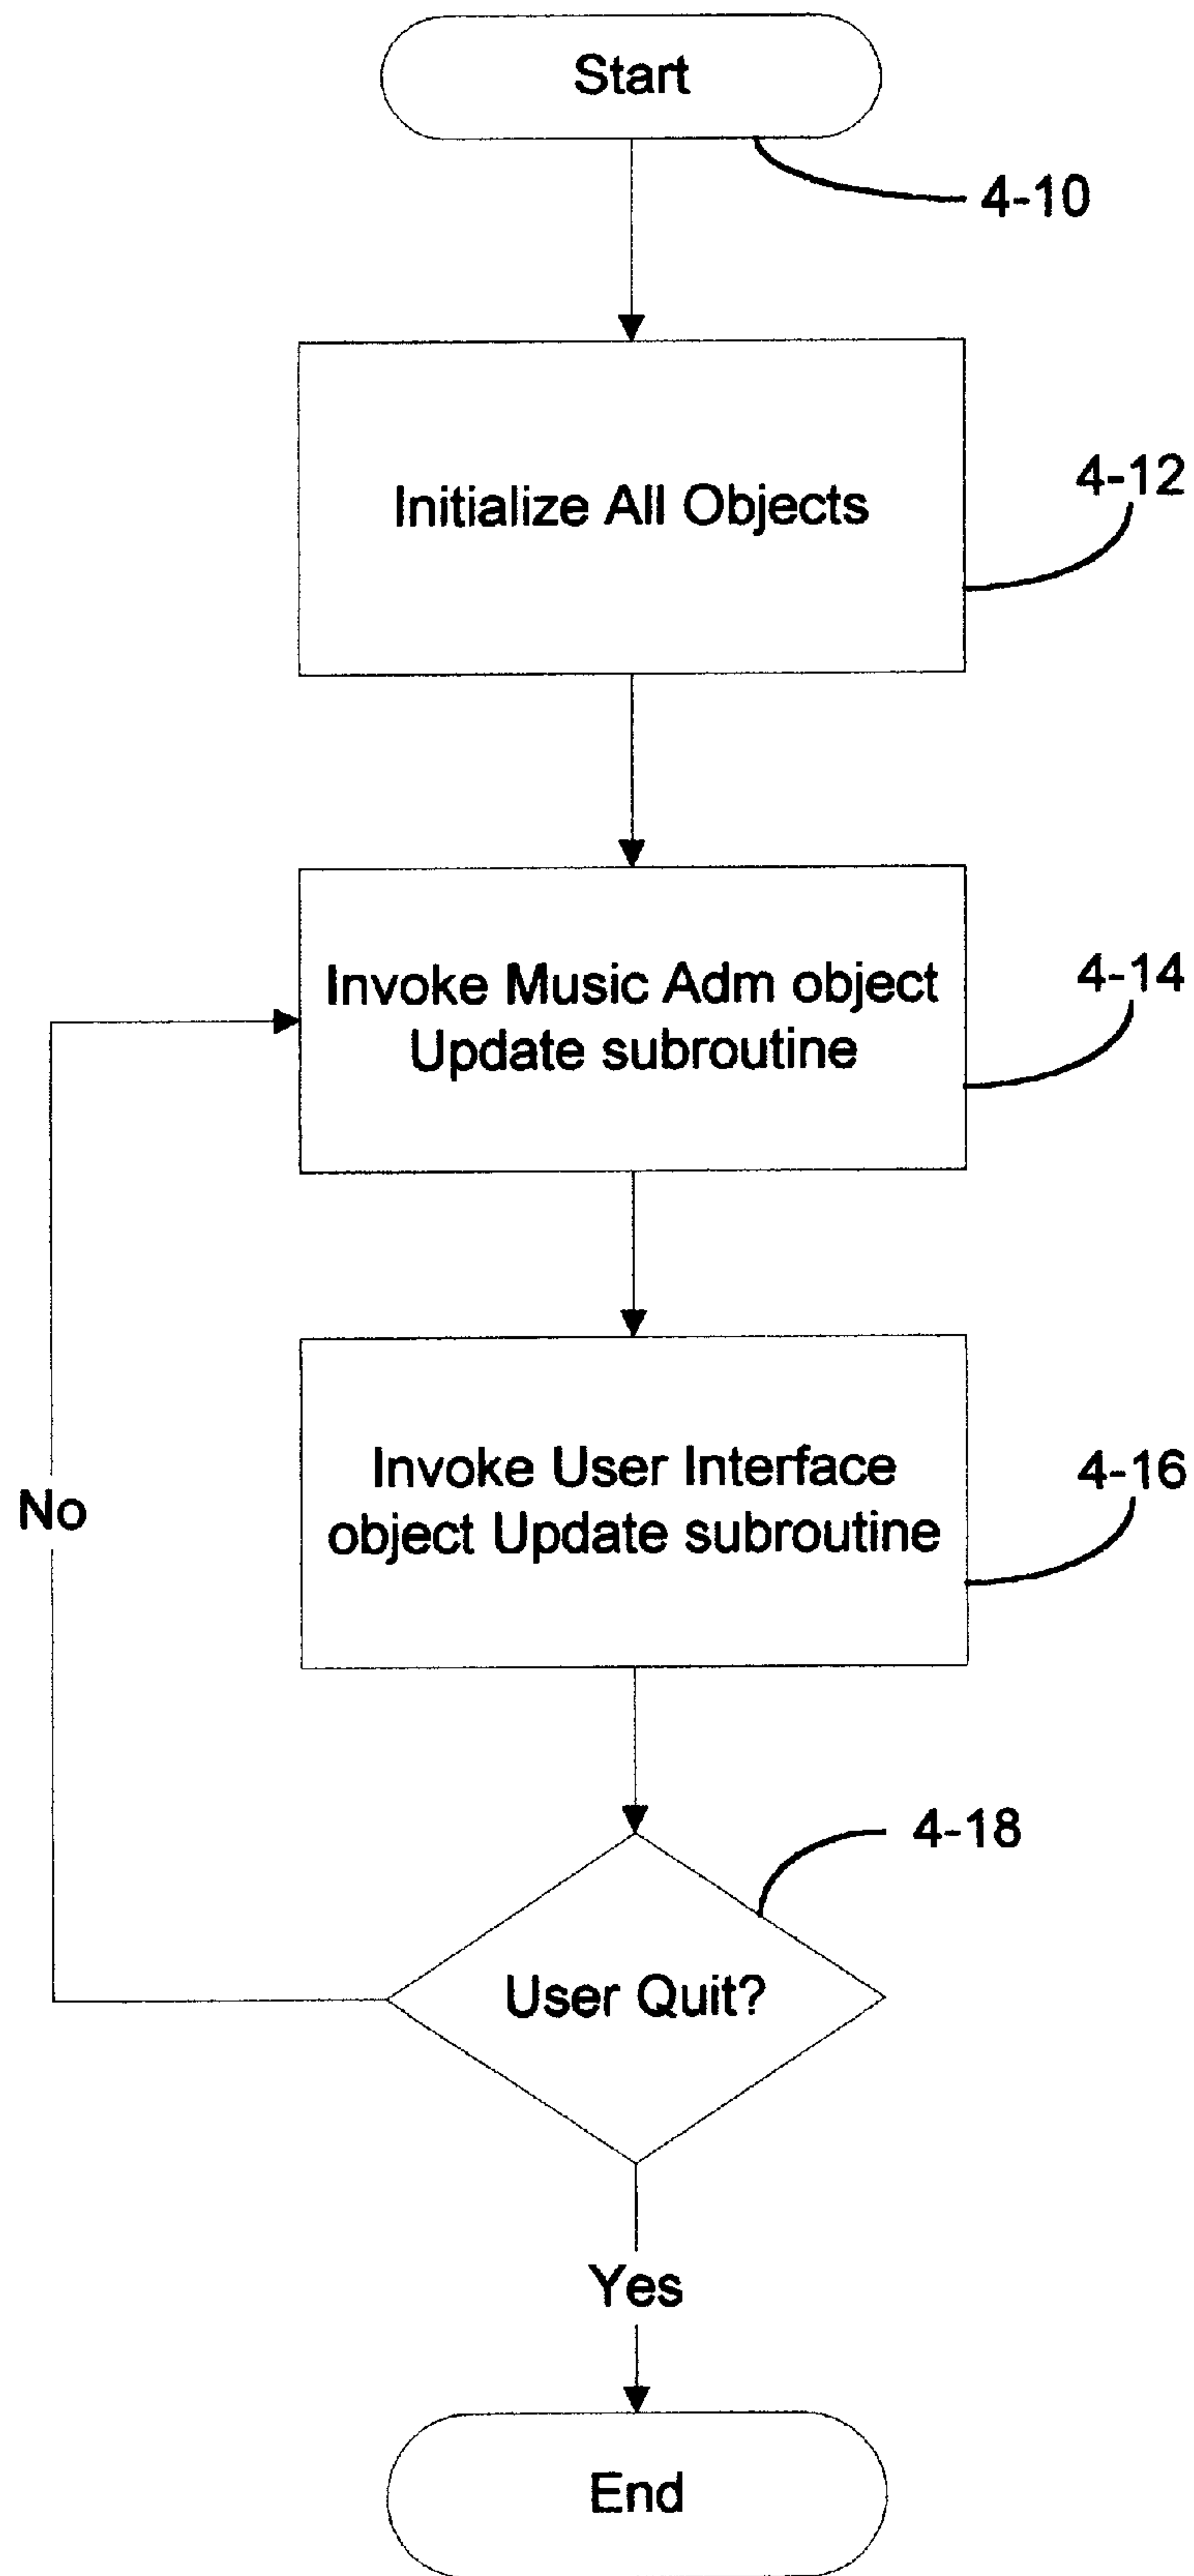 Start
4-10
Initialize All Objects
4-12
Invoke Music Adm object
Update subroutine
4-14
Invoke User Interface
object Update subroutine
4-16
No
4-18
User Quit?
Yes
End